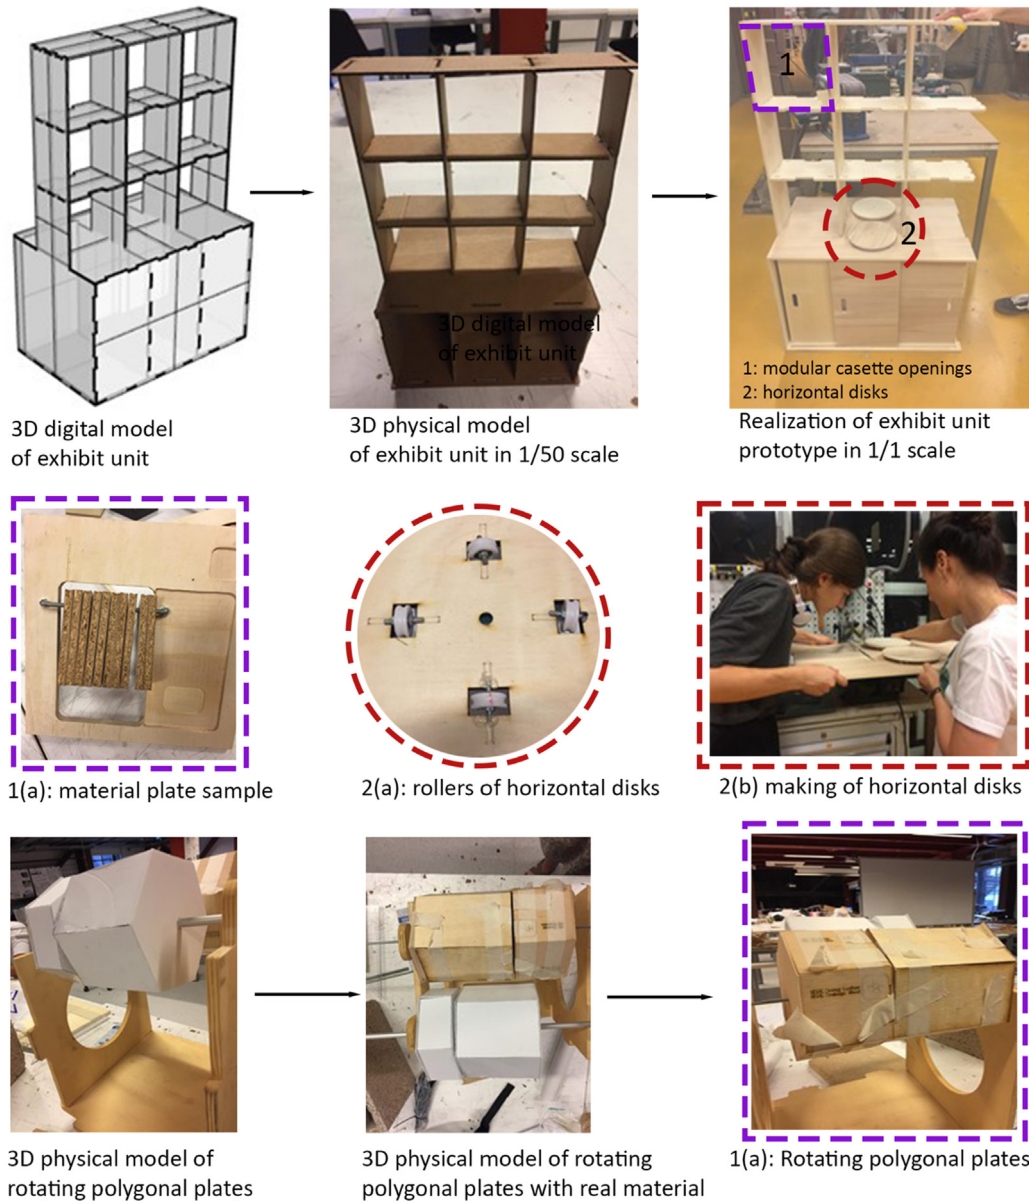 1
2
3D digital model
of exhibit unit
1: modular casette openings
2: horizontal disks
3D digital model
of exhibit unit
3D physical model
of exhibit unit in 1/50 scale
Realization of exhibit unit
prototype in 1/1 scale
1(a): material plate sample
2(a): rollers of horizontal disks
2(b) making of horizontal disks
3D physical model of
rotating polygonal plates
3D physical model of rotating
polygonal plates with real material
1(a): Rotating polygonal plates